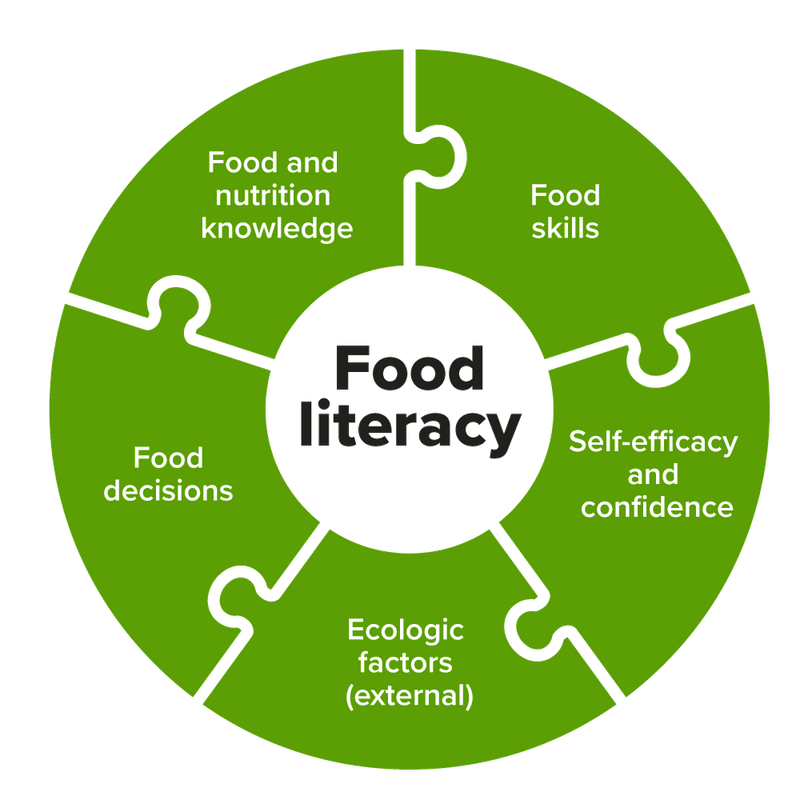 Food and
nutrition
knowledge
Food
skills
Food
literacy
Self-efficacy
and
confidence
Food
decisions
Ecologic
factors
(external)